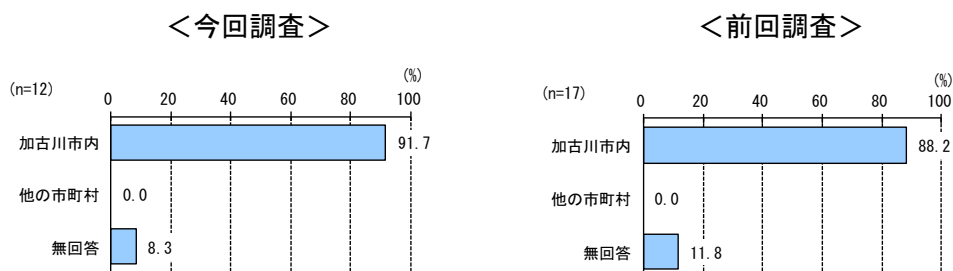 ＜今回調査＞
(n=12)
(%)
0 20 40 60 80 100
加古川市内 91.7
他の市町村 0.0
無回答 8.3
＜前回調査＞
(n=17)
(%)
0 20 40 60 80 100
加古川市内 88.2
他の市町村 0.0
無回答 11.8